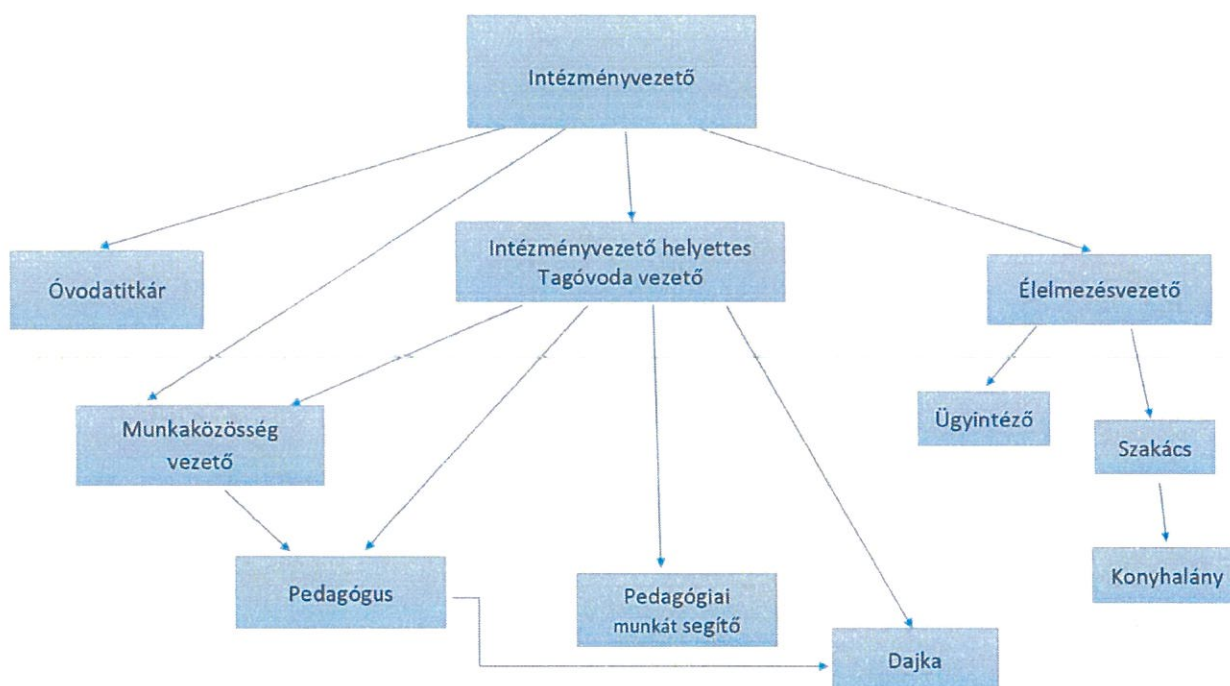 Intézményvezető
Óvodatitkár
Intézményvezető helyettes
Tagóvoda vezető
Élelmezésvezető
Munkaközösség
vezető
Ügyintéző
Szakács
Pedagógus
Pedagógiai
munkát segítő
Konyhalány
Dajka